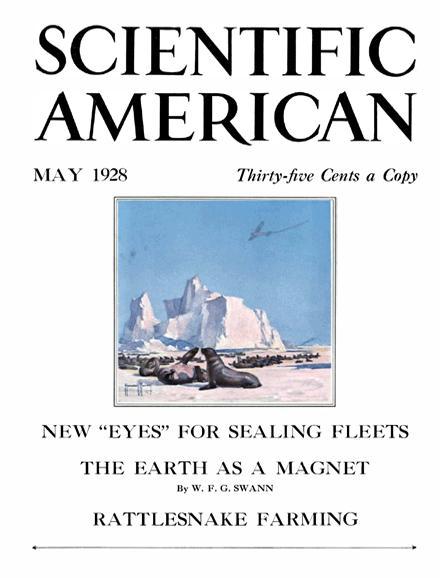 SCIENTIFIC
AMERICAN
MAY 1928
Thirty-five Cents a Copy
NEW "EYES" FOR SEALING FLEETS
THE EARTH AS A MAGNET
By W. F. G. SWANN
RATTLESNAKE FARMING